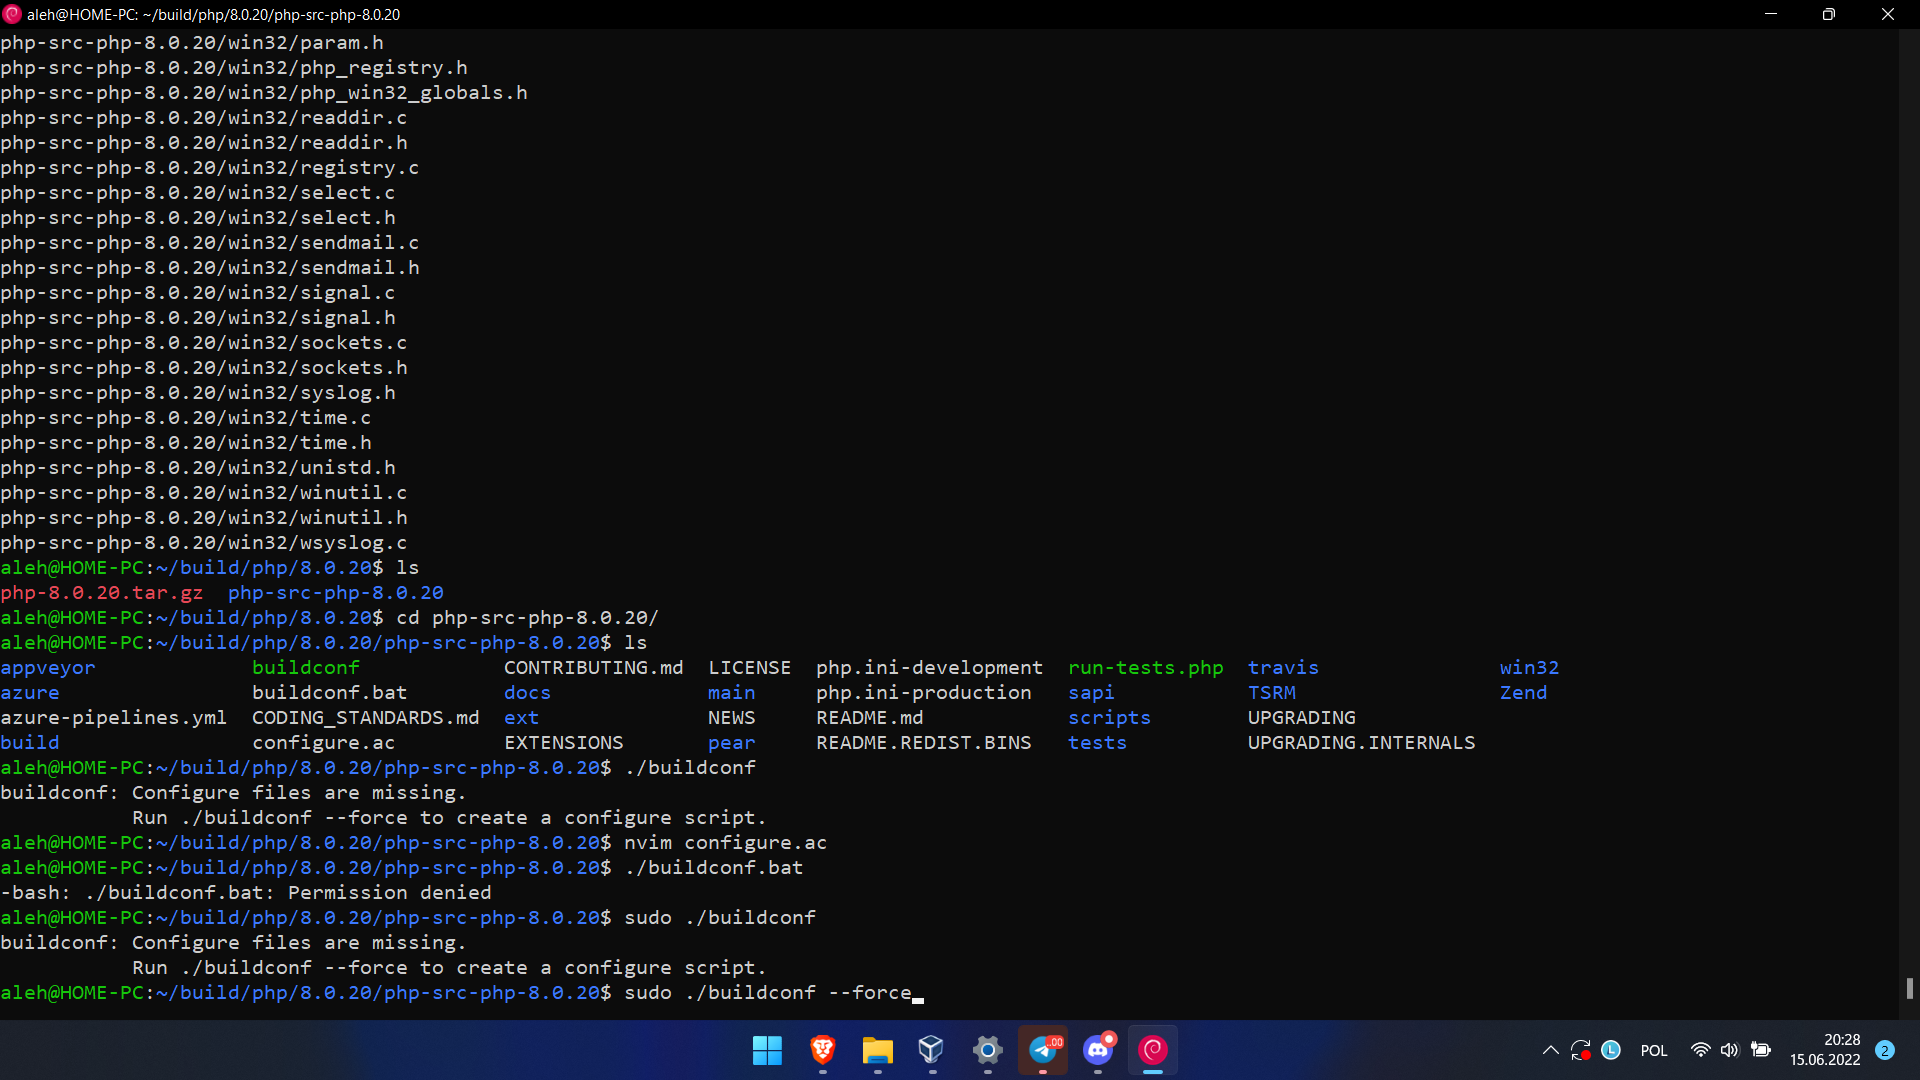 aleh@HOME-PC: ~/build/php/8.0.20/php-src-php-8.0.20
php-src-php-8.0.20/win32/param.h
php-src-php-8.0.20/win32/php_registry.h
php-src-php-8.0.20/win32/php_win32_globals.h
php-src-php-8.0.20/win32/readdir.c
php-src-php-8.0.20/win32/readdir.h
php-src-php-8.0.20/win32/registry.c
php-src-php-8.0.20/win32/select.c
php-src-php-8.0.20/win32/select.h
php-src-php-8.0.20/win32/sendmail.c
php-src-php-8.0.20/win32/sendmail.h
php-src-php-8.0.20/win32/signal.c
php-src-php-8.0.20/win32/signal.h
php-src-php-8.0.20/win32/sockets.c
php-src-php-8.0.20/win32/sockets.h
php-src-php-8.0.20/win32/syslog.h
php-src-php-8.0.20/win32/time.c
php-src-php-8.0.20/win32/time.h
php-src-php-8.0.20/win32/unistd.h
php-src-php-8.0.20/win32/winutil.c
php-src-php-8.0.20/win32/winutil.h
php-src-php-8.0.20/win32/wsyslog.c
aleh@HOME-PC:~/build/php/8.0.20$ ls
php-8.0.20.tar.gz  php-src-php-8.0.20
aleh@HOME-PC:~/build/php/8.0.20$ cd php-src-php-8.0.20/
aleh@HOME-PC:~/build/php/8.0.20/php-src-php-8.0.20$ ls
appveyor             buildconf            CONTRIBUTING.md  LICENSE  php.ini-development  run-tests.php  travis               win32
azure                buildconf.bat        docs             main     php.ini-production   sapi           TSRM                 Zend
azure-pipelines.yml  CODING_STANDARDS.md  ext              NEWS     README.md            scripts        UPGRADING
build                configure.ac         EXTENSIONS       pear     README.REDIST.BINS   tests          UPGRADING.INTERNALS
aleh@HOME-PC:~/build/php/8.0.20/php-src-php-8.0.20$ ./buildconf
buildconf: Configure files are missing.
           Run ./buildconf --force to create a configure script.
aleh@HOME-PC:~/build/php/8.0.20/php-src-php-8.0.20$ nvim configure.ac
aleh@HOME-PC:~/build/php/8.0.20/php-src-php-8.0.20$ ./buildconf.bat
-bash: ./buildconf.bat: Permission denied
aleh@HOME-PC:~/build/php/8.0.20/php-src-php-8.0.20$ sudo ./buildconf
buildconf: Configure files are missing.
           Run ./buildconf --force to create a configure script.
aleh@HOME-PC:~/build/php/8.0.20/php-src-php-8.0.20$ sudo ./buildconf --force
.00
L
POL
20:28
15.06.2022
2